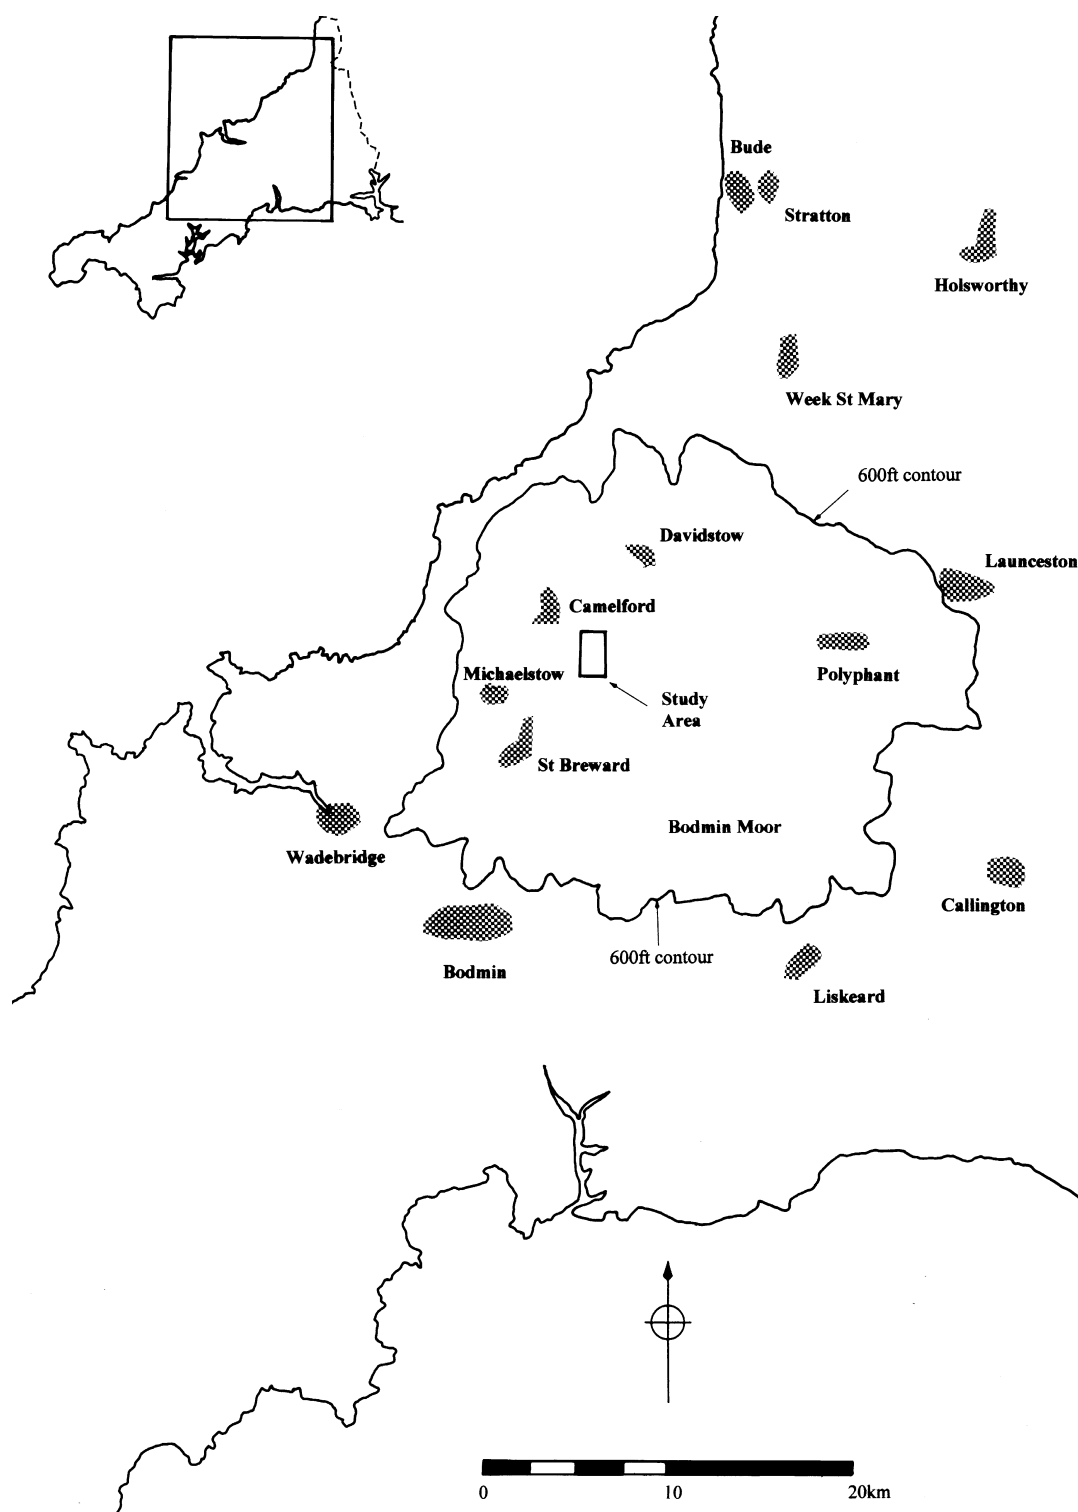 Bude
Stratton
Holsworthy
Week St Mary
600ft contour
Davidstow
Launceston
Camelford
Michaelstow
Polyphant
Study
Area
St Breward
Bodmin Moor
Wadebridge
Callington
600ft contour
Bodmin
Liskeard
0
10
20km